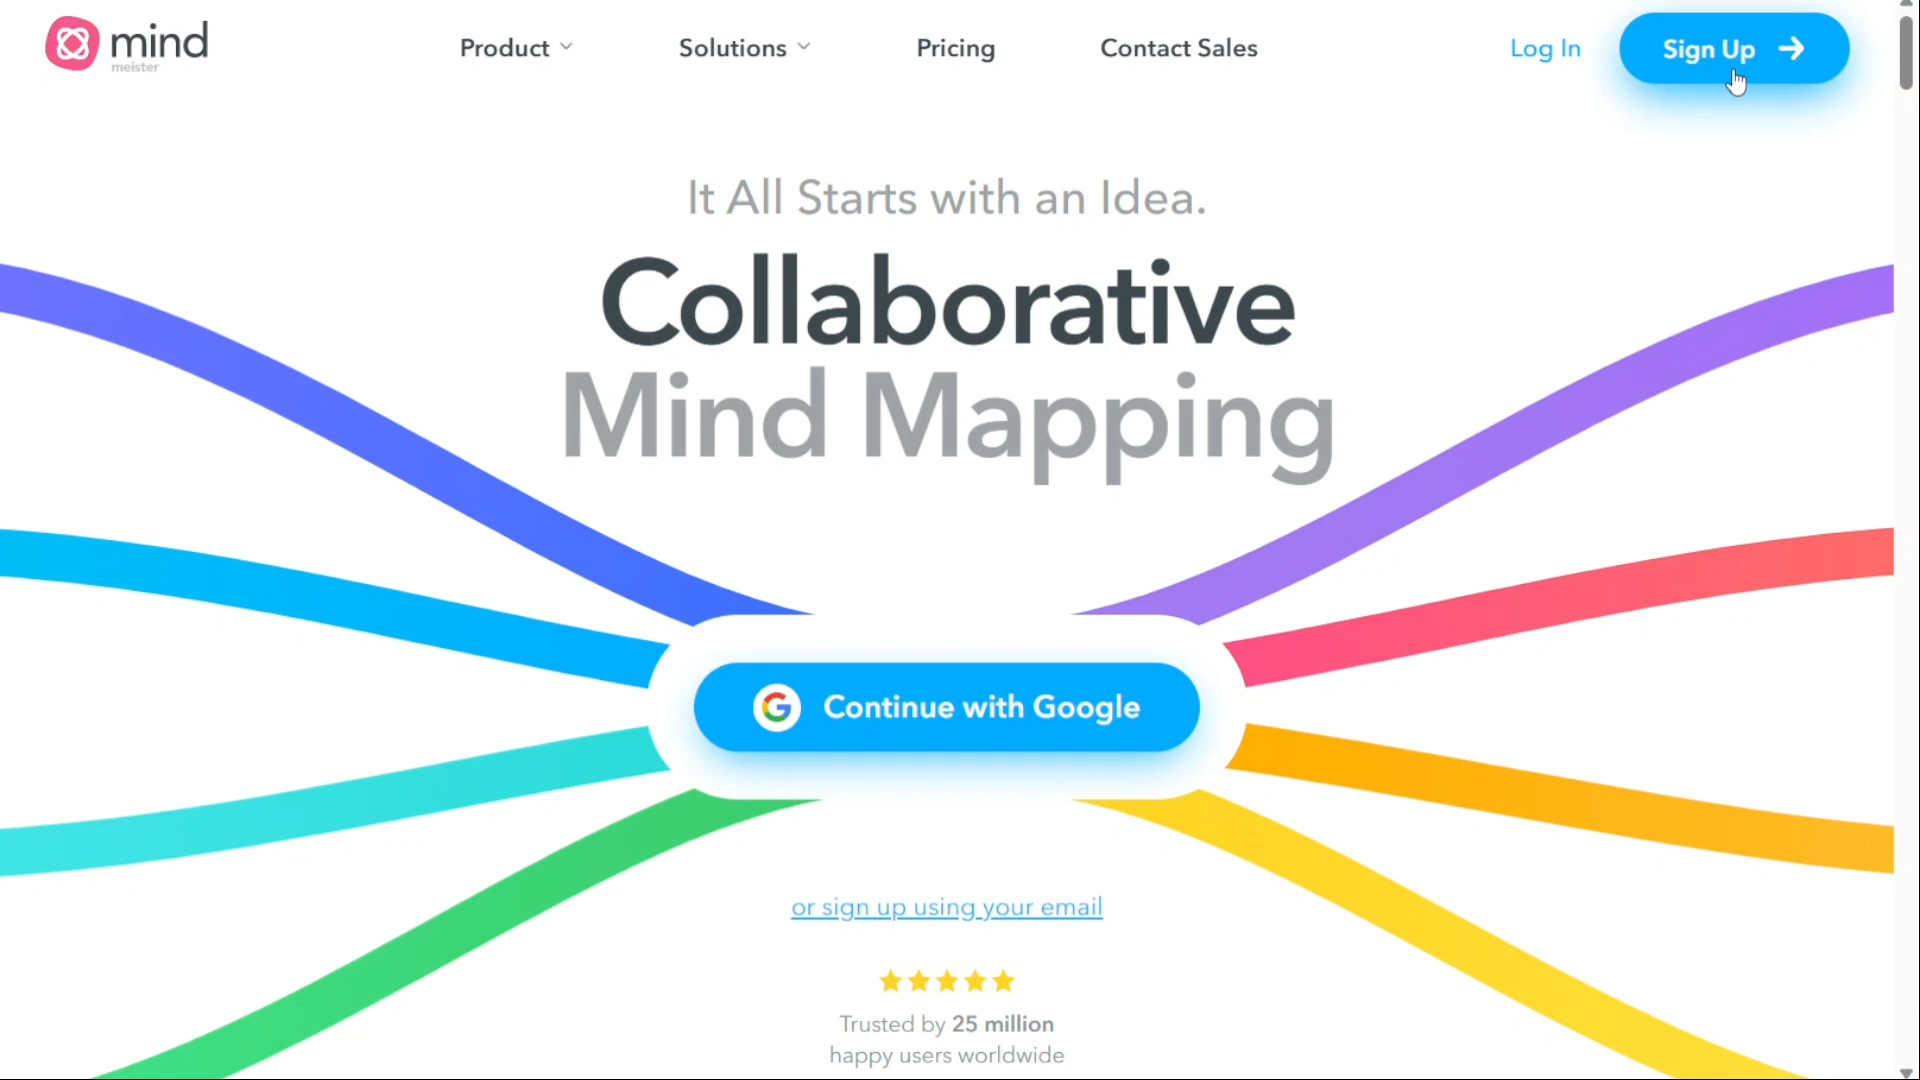 mind
meister
Product
Solutions
Pricing
Contact Sales
Log In
Sign Up
It All Starts with an Idea.
Collaborative
Mind Mapping
Continue with Google
or sign up using your email
Trusted by 25 million
happy users worldwide